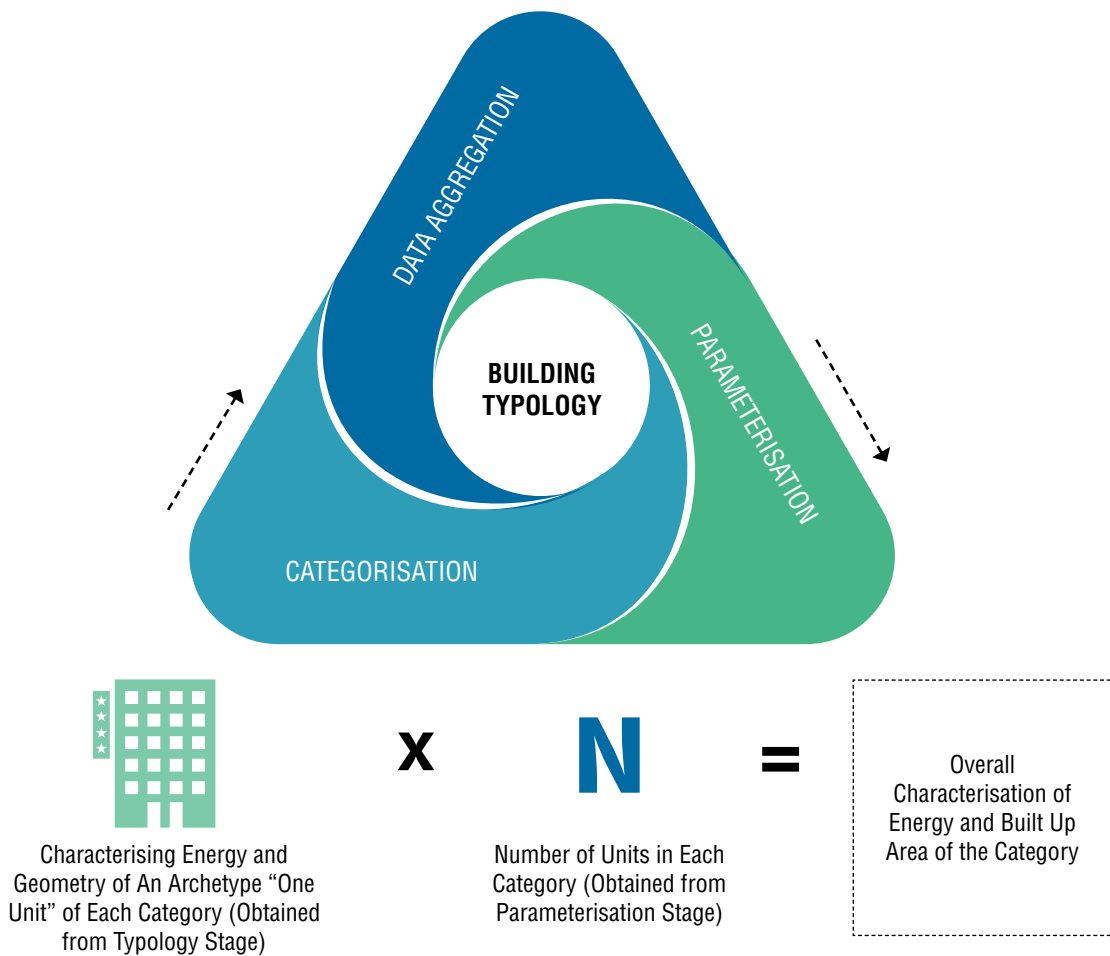 DATA AGGREGATION
PARAMETERISATION
BUILDING
TYPOLOGY
CATEGORISATION
x
N
=
Characterising Energy and
Geometry of An Archetype “One
Unit” of Each Category (Obtained
from Typology Stage)
Number of Units in Each
Category (Obtained from
Parameterisation Stage)
Overall
Characterisation of
Energy and Built Up
Area of the Category